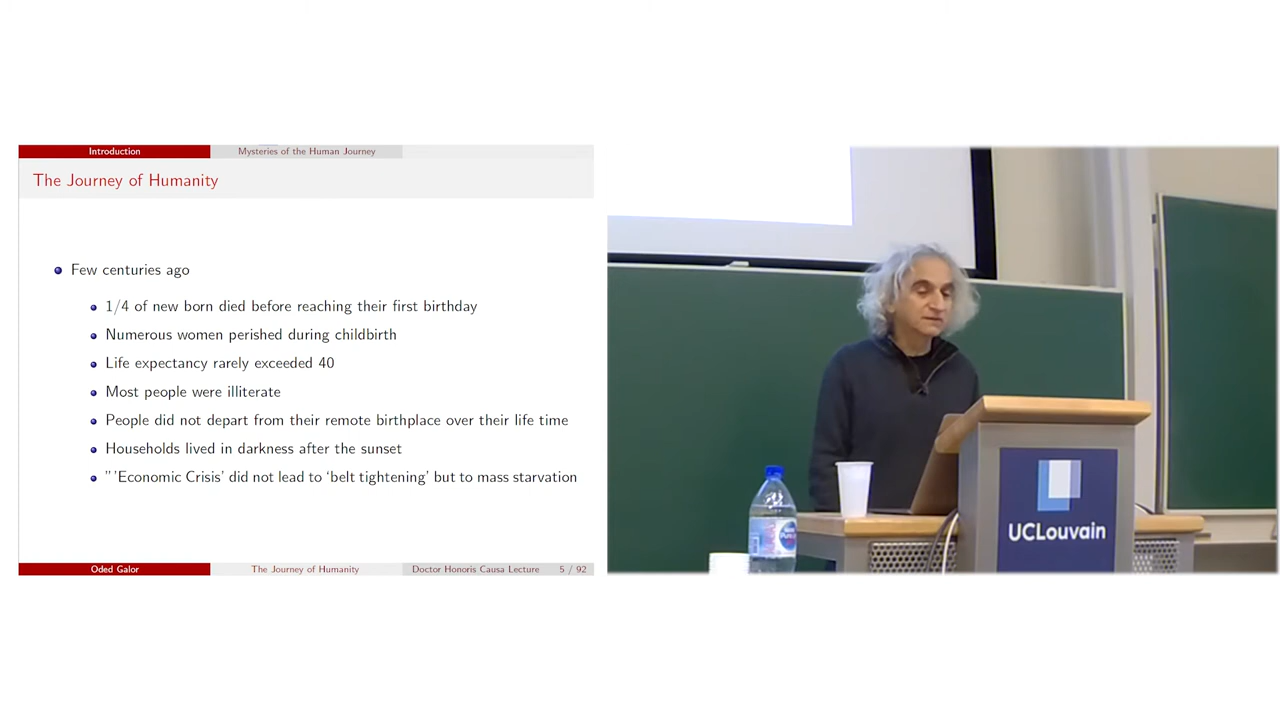 Introduction
Mysteries of the Human Journey
The Journey of Humanity
Few centuries ago
1/4 of new born died before reaching their first birthday
Numerous women perished during childbirth
Life expectancy rarely exceeded 40
Most people were illiterate
People did not depart from their remote birthplace over their life time
Households lived in darkness after the sunset
"'Economic Crisis' did not lead to ‘belt tightening’ but to mass starvation
Oded Galor
The Journey of Humanity
Doctor Honoris Causa Lecture
5 / 92
UCLouvain